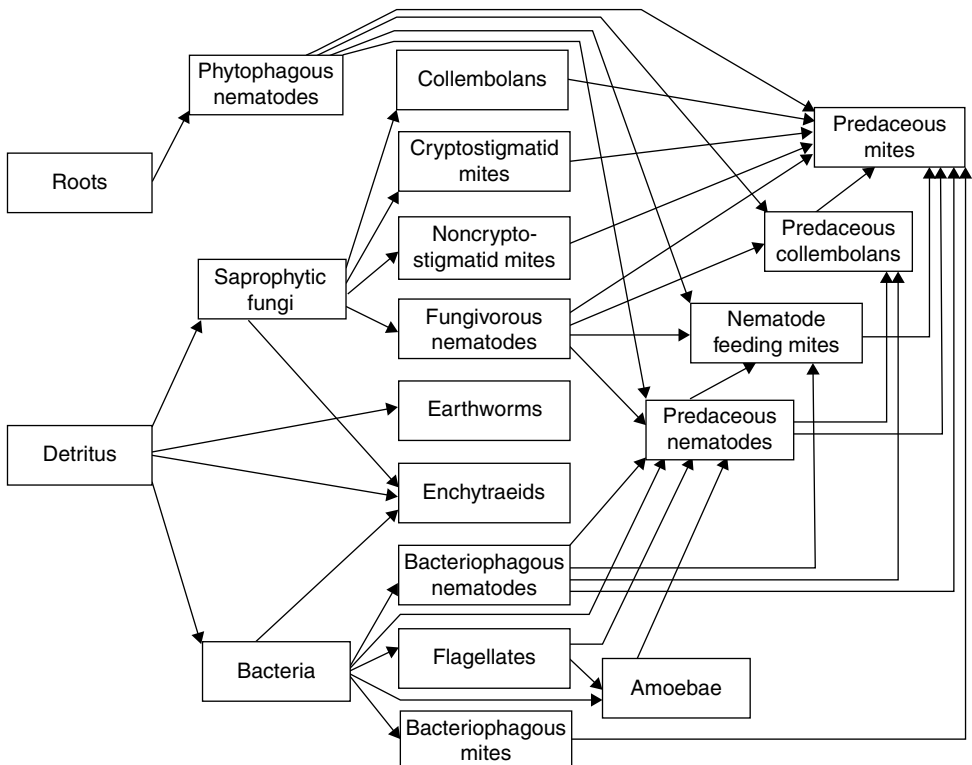 Phytophagous
nematodes
Collembolans
Predaceous
mites
Cryptostigmatid
mites
Roots
Noncrypto-
stigmatid mites
Predaceous
collembolans
Saprophytic
fungi
Fungivorous
nematodes
Nematode
feeding mites
Earthworms
Predaceous
nematodes
Detritus
Enchytraeids
Bacteriophagous
nematodes
Flagellates
Bacteria
Amoebae
Bacteriophagous
mites